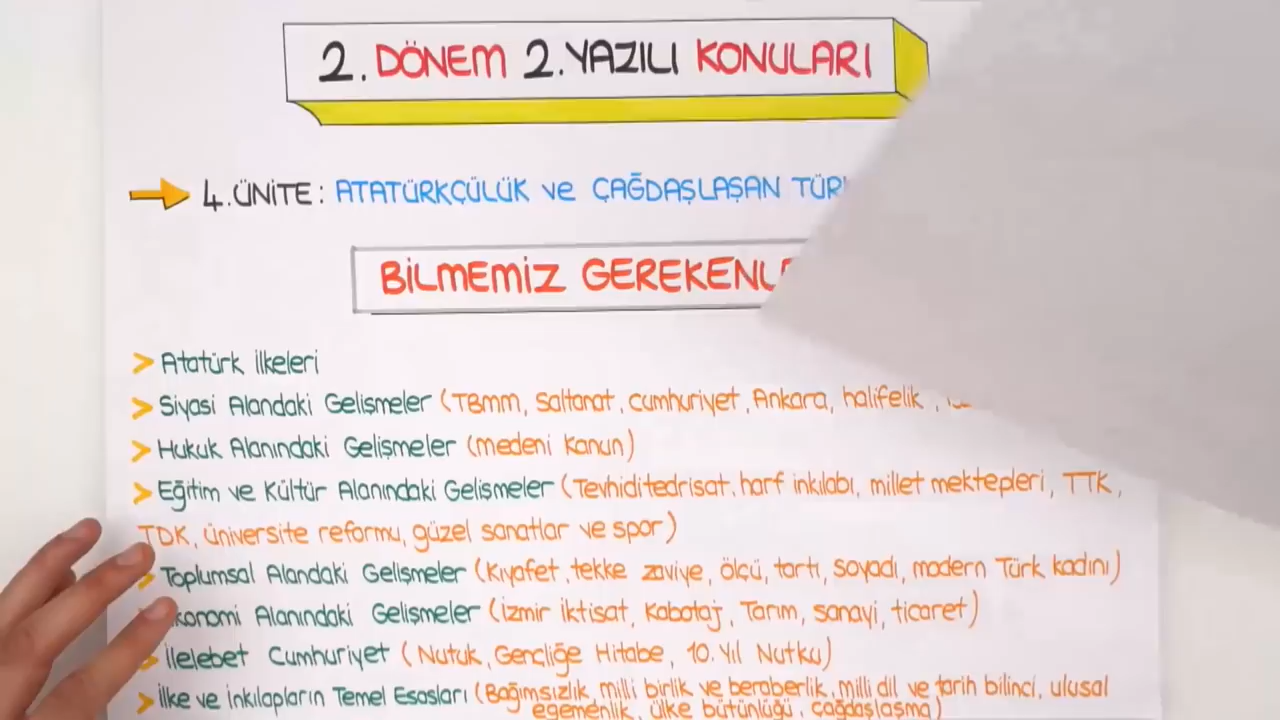 2. DÖNEM 2. YAZILI KONULARI
4. ÜNİTE: ATATÜRKÇÜLÜK ve ÇAĞDAŞLAŞAN
BİLMEMİZ
> Atatürk İlkeleri
> Siyasi Alandaki Gelişmeler (TBMM, Saltanat, cumhuriyet, Ankara, halifelik,
> Hukuk Alanındaki Gelişmeler (medeni Kanun)
> Eğitim ve Kültür Alanındaki Gelişmeler (Tevhiditedrisat, harf inkılabı, millet mektepleri, TTK,
TDK, üniversite reformu, güzel sanatlar ve spor)
> Toplumsal Alandaki Gelişmeler (Kıyafet, tekke zaviye, ölçü, tartı, soyadı, modern Türk kadını)
Alanındaki Gelişmeler (İzmir İktisat, Kabotaj, Tarım, sanayi, ticaret)
> İlelebet Cumhuriyet (Nutuk, Gençliğe Hitabe, 10. Yıl Nutku)
> İlke ve İnkılapların Temel Esasları (Bağımsızlık, milli birlik ve beraberlik, milli dil ve tarih bilinci, ulusal
egemenlik, ülke bütünlüğü, çağdaşlaşma)